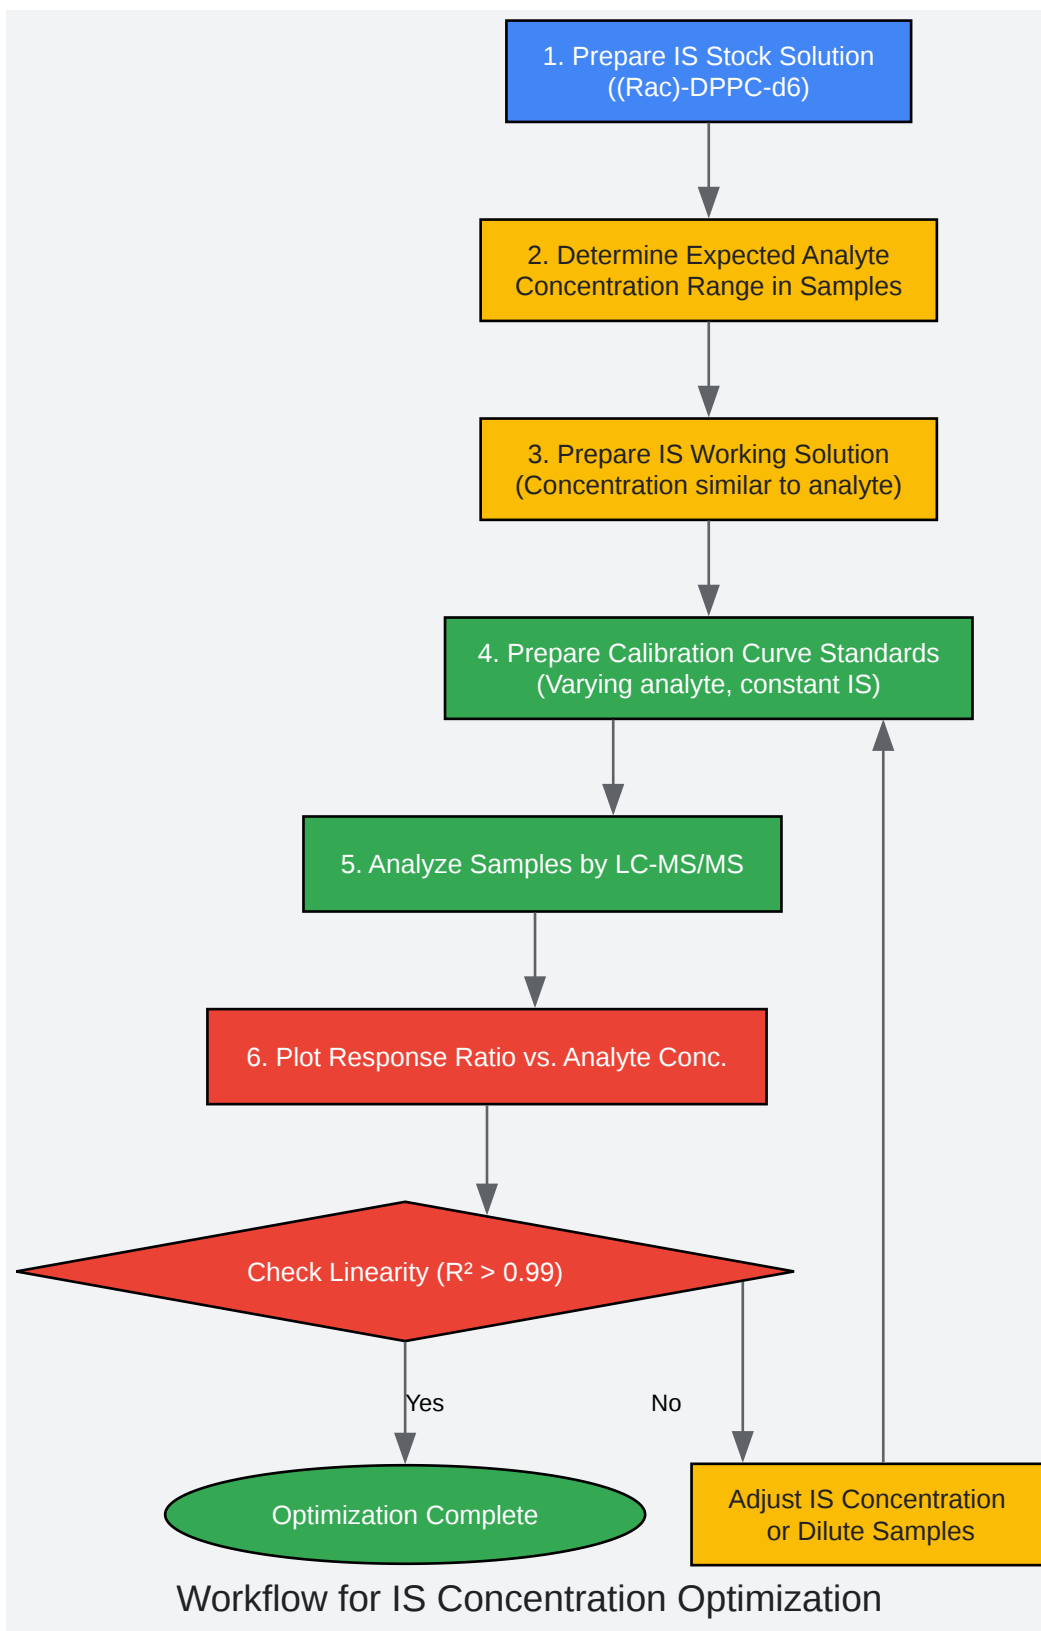 1. Prepare IS Stock Solution
((Rac)-DPPC-d6)
2. Determine Expected Analyte
Concentration Range in Samples
3. Prepare IS Working Solution
(Concentration similar to analyte)
4. Prepare Calibration Curve Standards
(Varying analyte, constant IS)
5. Analyze Samples by LC-MS/MS
6. Plot Response Ratio vs. Analyte Conc.
Check Linearity (R² > 0.99)
Yes
No
Optimization Complete
Adjust IS Concentration
or Dilute Samples
Workflow for IS Concentration Optimization